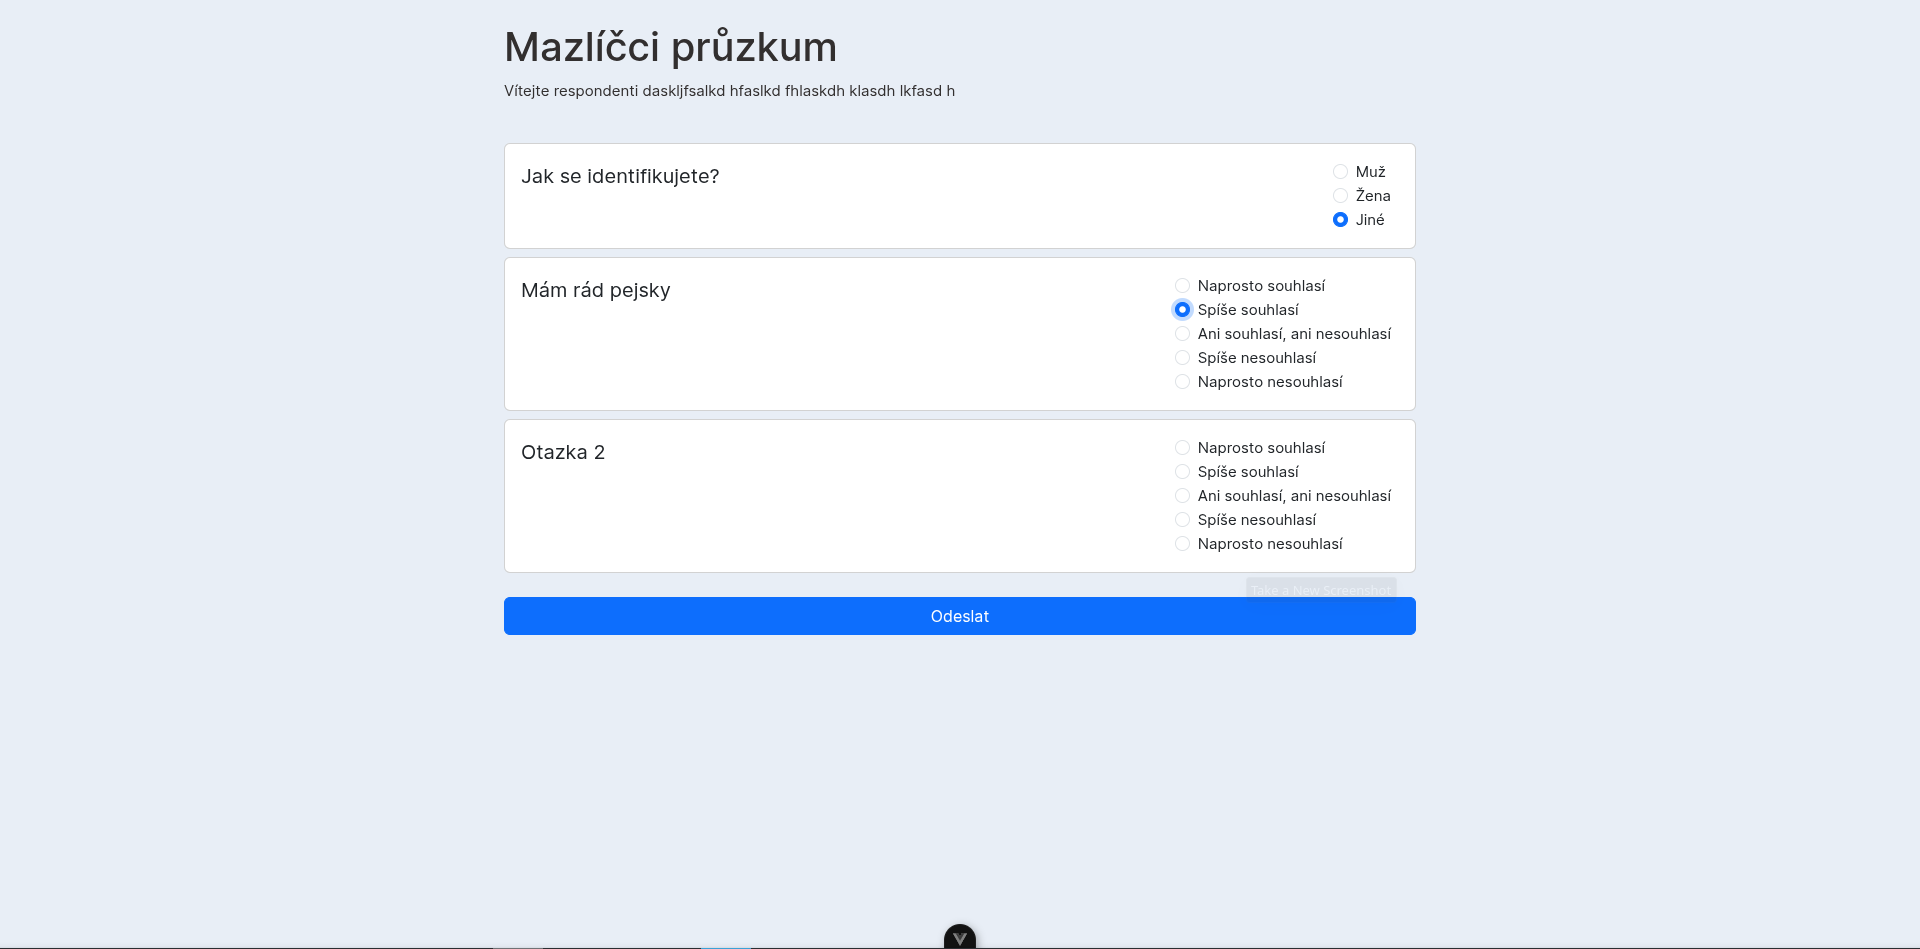 Mazlíčci průzkum
Vítejte respondenti daskljfsalkd hfaslkd fhlaskdh klasdh lkfasd h
Jak se identifikujete?
Muž
Žena
Jiné
Mám rád pejsky
Naprosto souhlasí
Spíše souhlasí
Ani souhlasí, ani nesouhlasí
Spíše nesouhlasí
Naprosto nesouhlasí
Otazka 2
Naprosto souhlasí
Spíše souhlasí
Ani souhlasí, ani nesouhlasí
Spíše nesouhlasí
Naprosto nesouhlasí
Take a New Screenshot
Odeslat